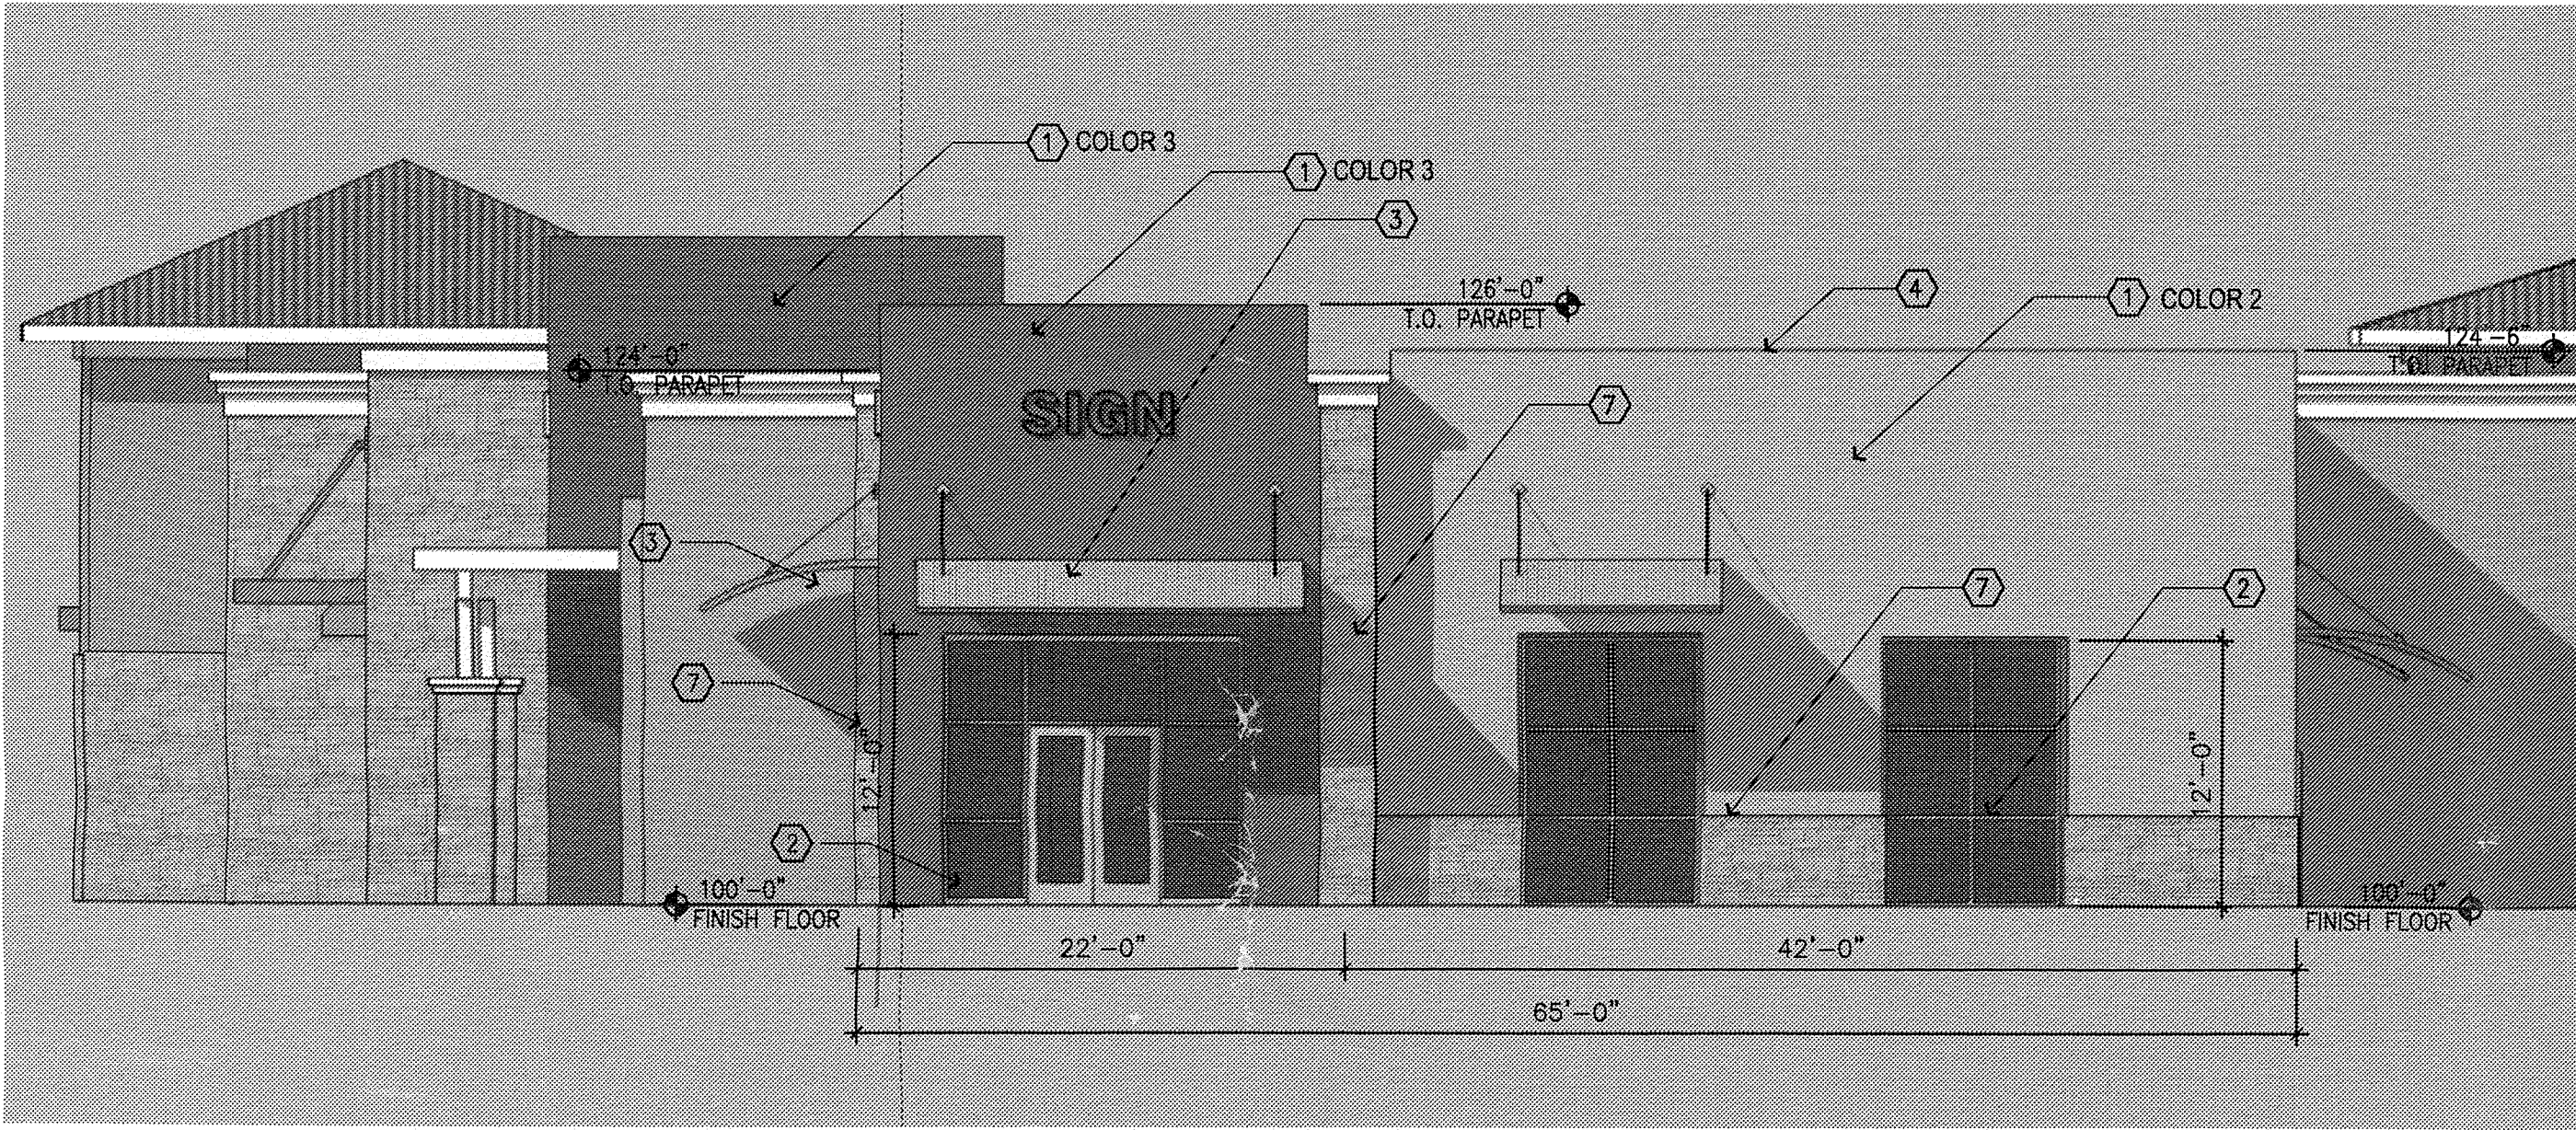 1 COLOR 3
1 COLOR 3
3
126'-0"
T.O. PARAPET
4
1 COLOR 2
124'-0"
T.O. PARAPET
124'-6"
T.O. PARAPET
SIGN
7
3
7
2
7
12'-0"
12'-0"
2
100'-0"
FINISH FLOOR
100'-0"
FINISH FLOOR
22'-0"
42'-0"
65'-0"